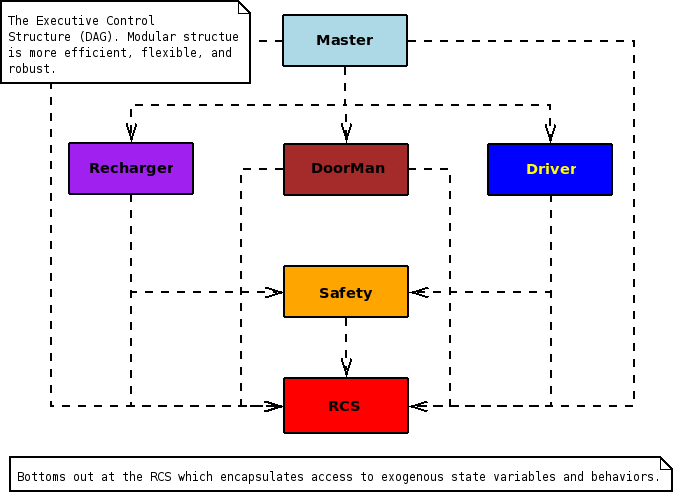 The Executive Control
Structure (DAG). Modular structue
is more efficient, flexible, and
robust.
Master
Recharger
DoorMan
Driver
Safety
RCS
Bottoms out at the RCS which encapsulates access to exogenous state variables and behaviors.